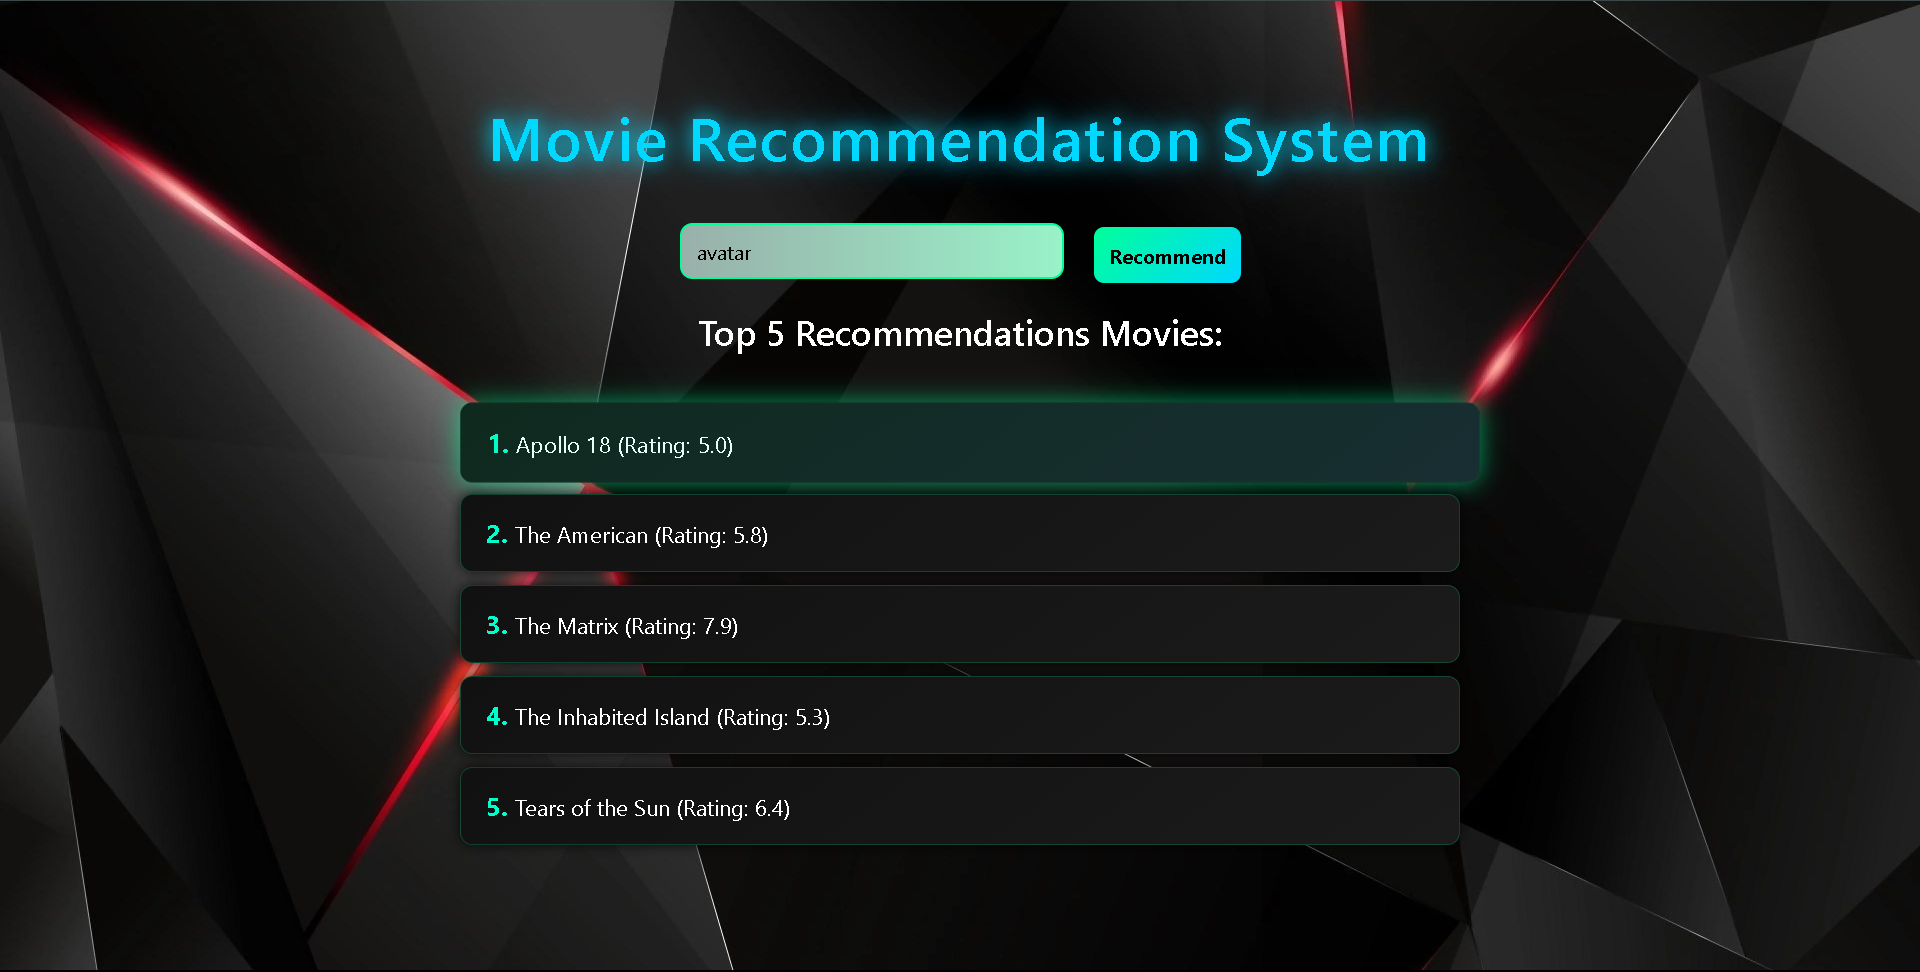 Movie Recommendation System
avatar
Recommend
Top 5 Recommendations Movies:
1. Apollo 18 (Rating: 5.0)
2. The American (Rating: 5.8)
3. The Matrix (Rating: 7.9)
4. The Inhabited Island (Rating: 5.3)
5. Tears of the Sun (Rating: 6.4)